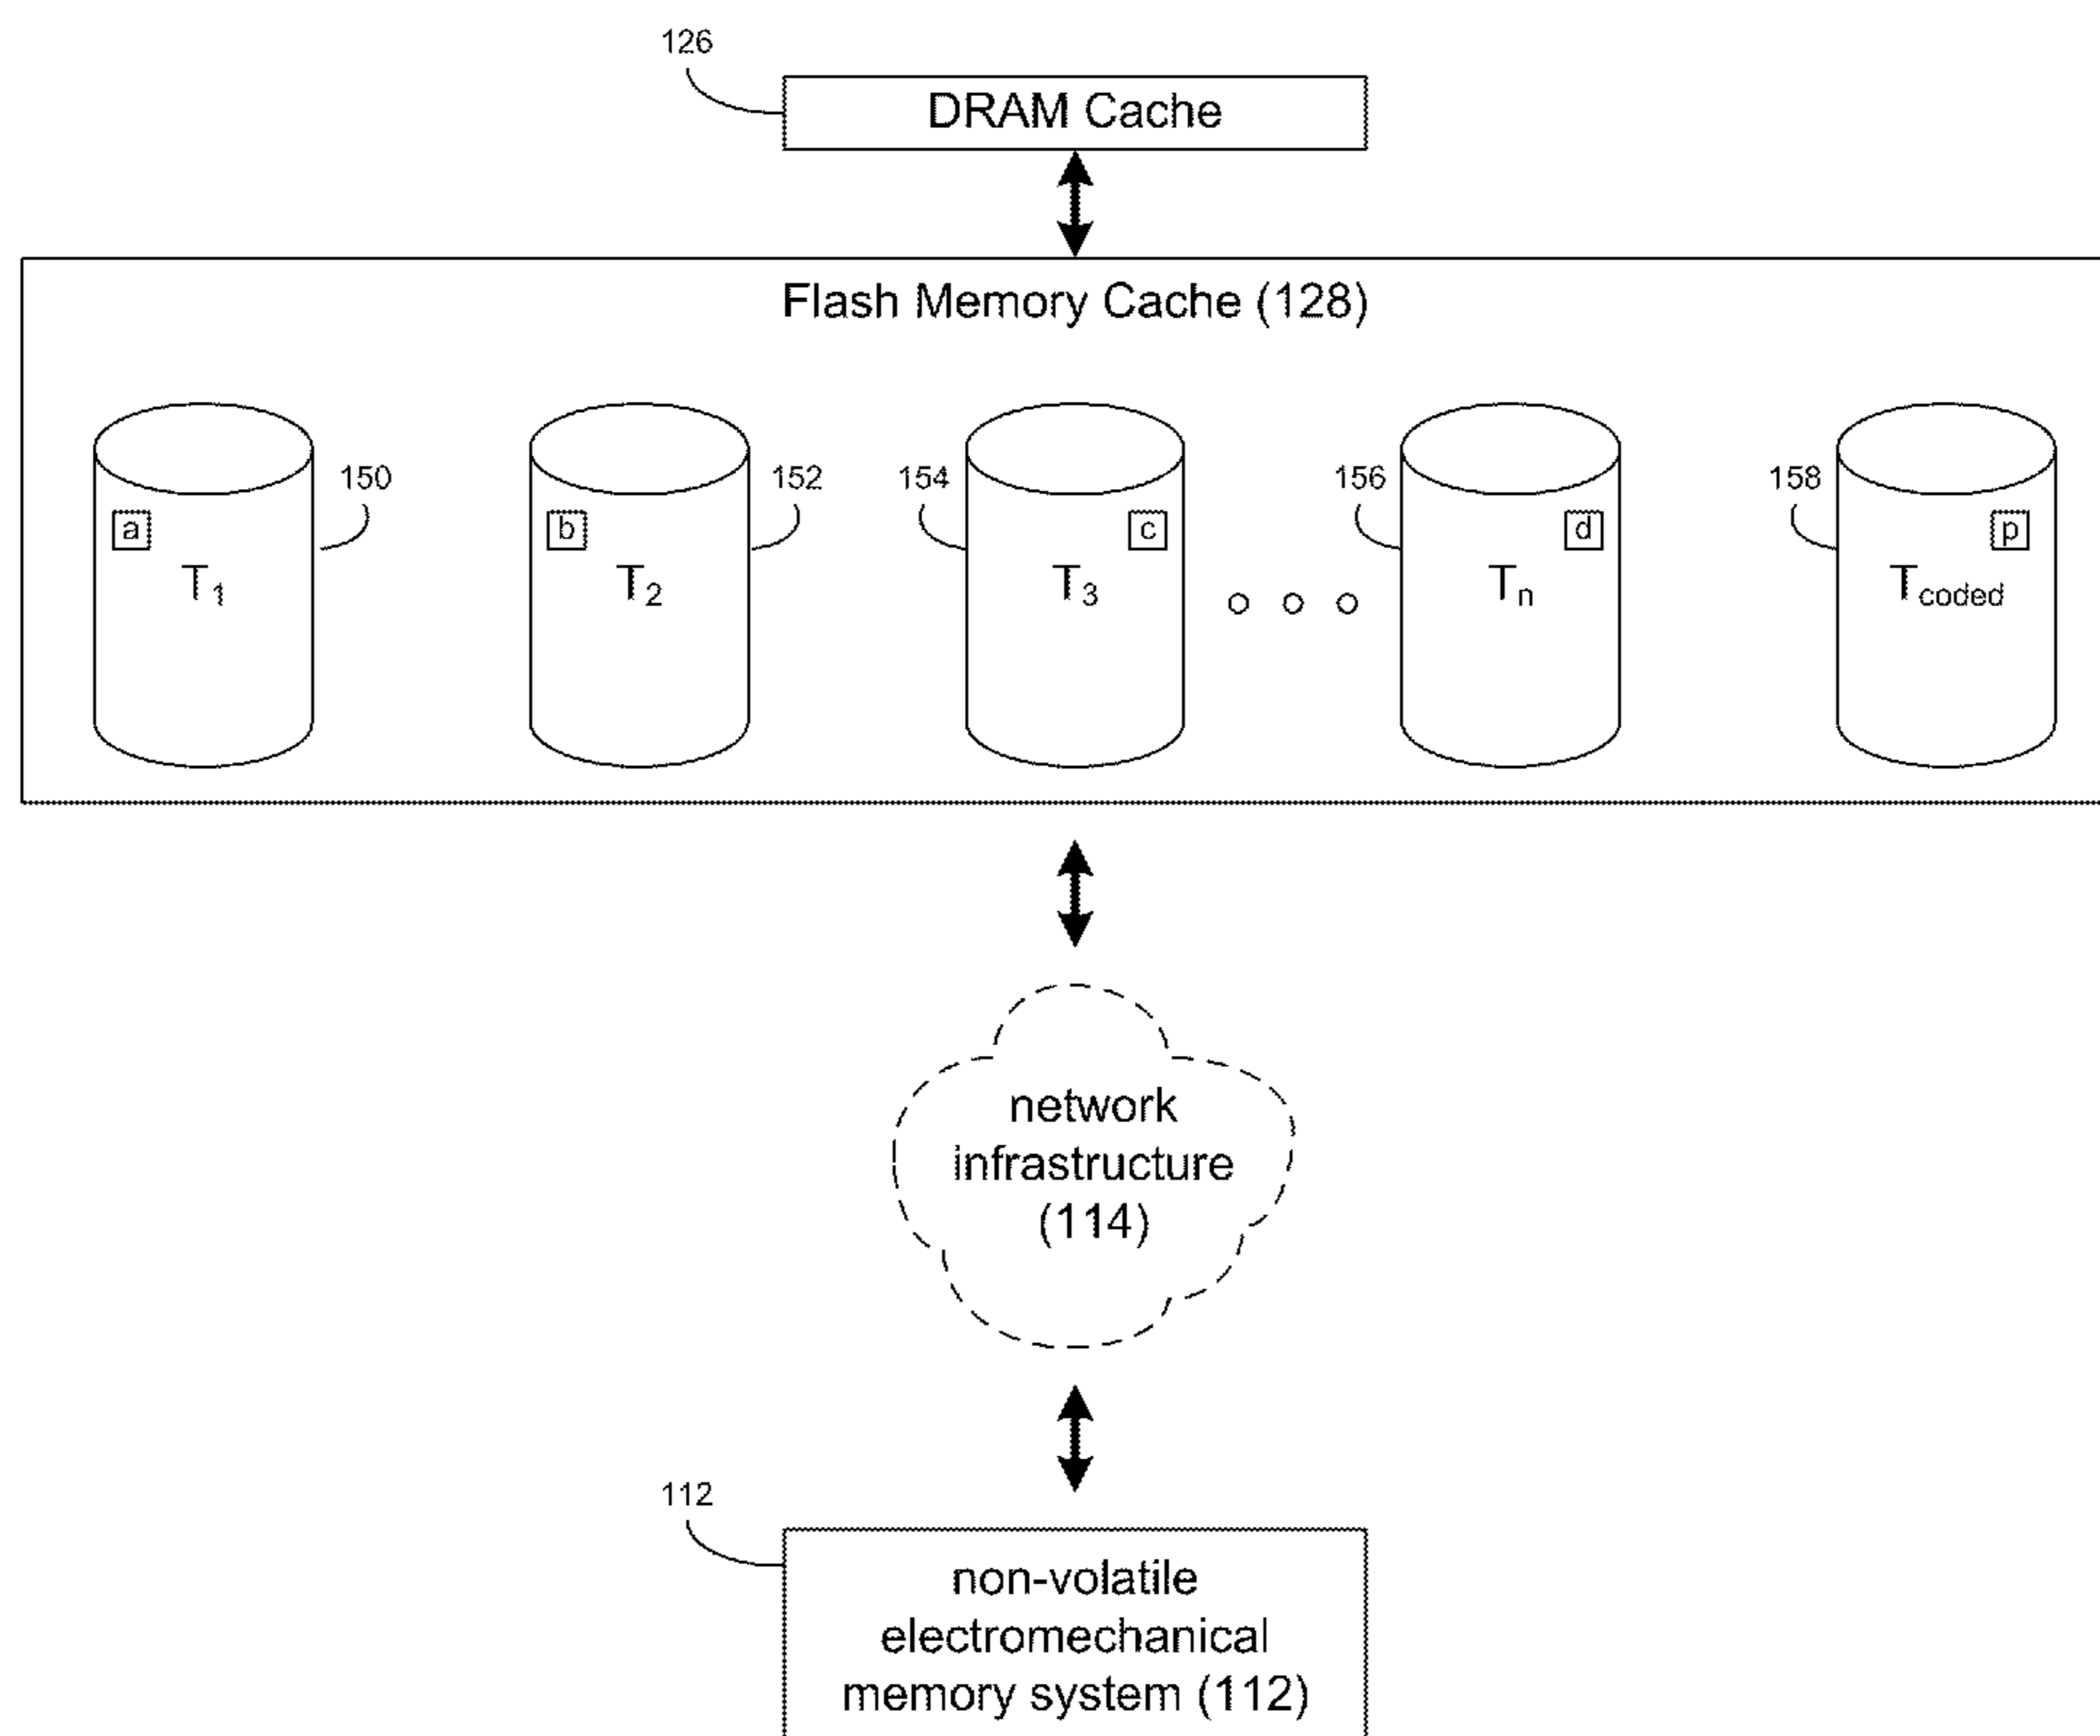 126
DRAM Cache
Flash Memory Cache (128)
150
152
154
156
158
a
b
c
d
p
T1
T2
T3
Tn
Tcoded
network
infrastructure
(114)
112
non-volatile
electromechanical
memory system (112)